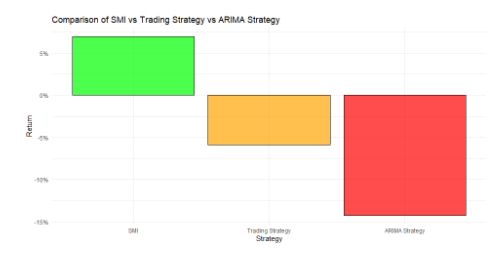 Comparison of SMI vs Trading Strategy vs ARIMA Strategy
5%
0%
-5%
-10%
-15%
Return
SMI
Trading Strategy
ARIMA Strategy
Strategy